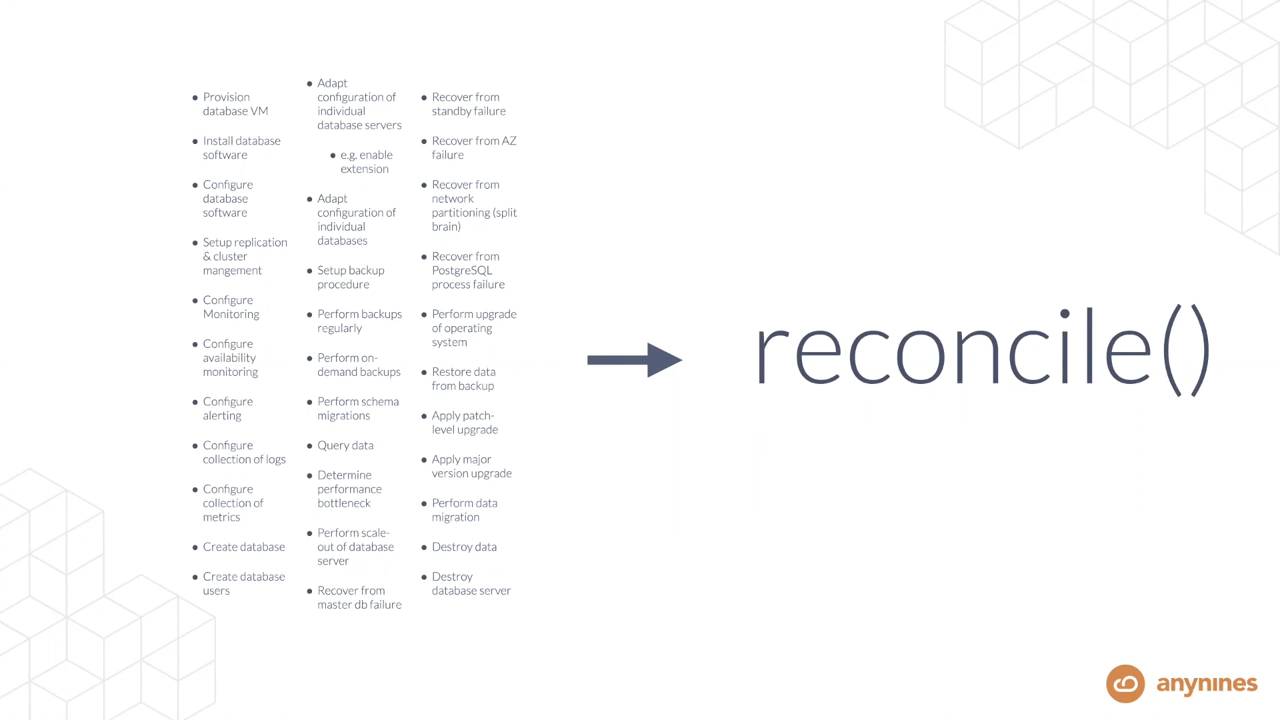 ● Provision
database VM
● Install database
software
● Configure
database
software
● Setup replication
& cluster
mangement
● Configure
Monitoring
● Configure
availability
monitoring
● Configure
alerting
● Configure
collection of logs
● Configure
collection of
metrics
● Create database
● Create database
users
● Adapt
configuration of
individual
database servers
● e.g. enable
extension
● Adapt
configuration of
individual
databases
● Setup backup
procedure
● Perform backups
regularly
● Perform on-
demand backups
● Perform schema
migrations
● Query data
● Determine
performance
bottleneck
● Perform scale-
out of database
server
● Recover from
master db failure
● Recover from
standby failure
● Recover from AZ
failure
● Recover from
network
partitioning (split
brain)
● Recover from
PostgreSQL
process failure
● Perform upgrade
of operating
system
● Restore data
from backup
● Apply patch-
level upgrade
● Apply major
version upgrade
● Perform data
migration
● Destroy data
● Destroy
database server
reconcile()
anynines